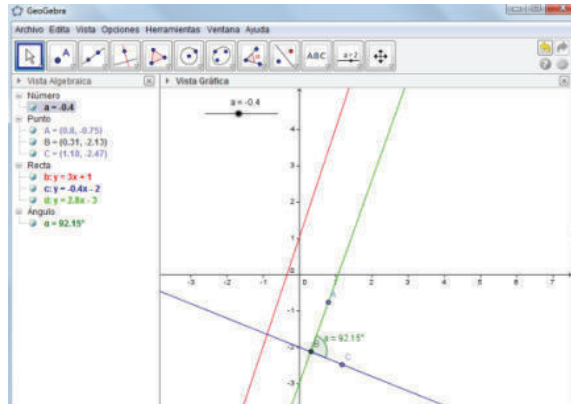 GeoGebra
Archivo Edita Vista Opciones Herramientas Ventana Ayuda
ABC a=2
Vista Algebraica
Vista Gráfica
Número
a = -0.4
Punto
A = (0.8, -0.75)
B = (0.31, -2.13)
C = (1.18, -2.47)
Recta
b: y = 3x + 1
c: y = -0.4x - 2
d: y = 2.8x - 3
Ángulo
α = 92.15°
a = -0.4
4
3
2
1
-3 -2 -1 0 1 2 3 4 5 6 7
0
-1
A
-2
B
α = 92.15°
C
-3